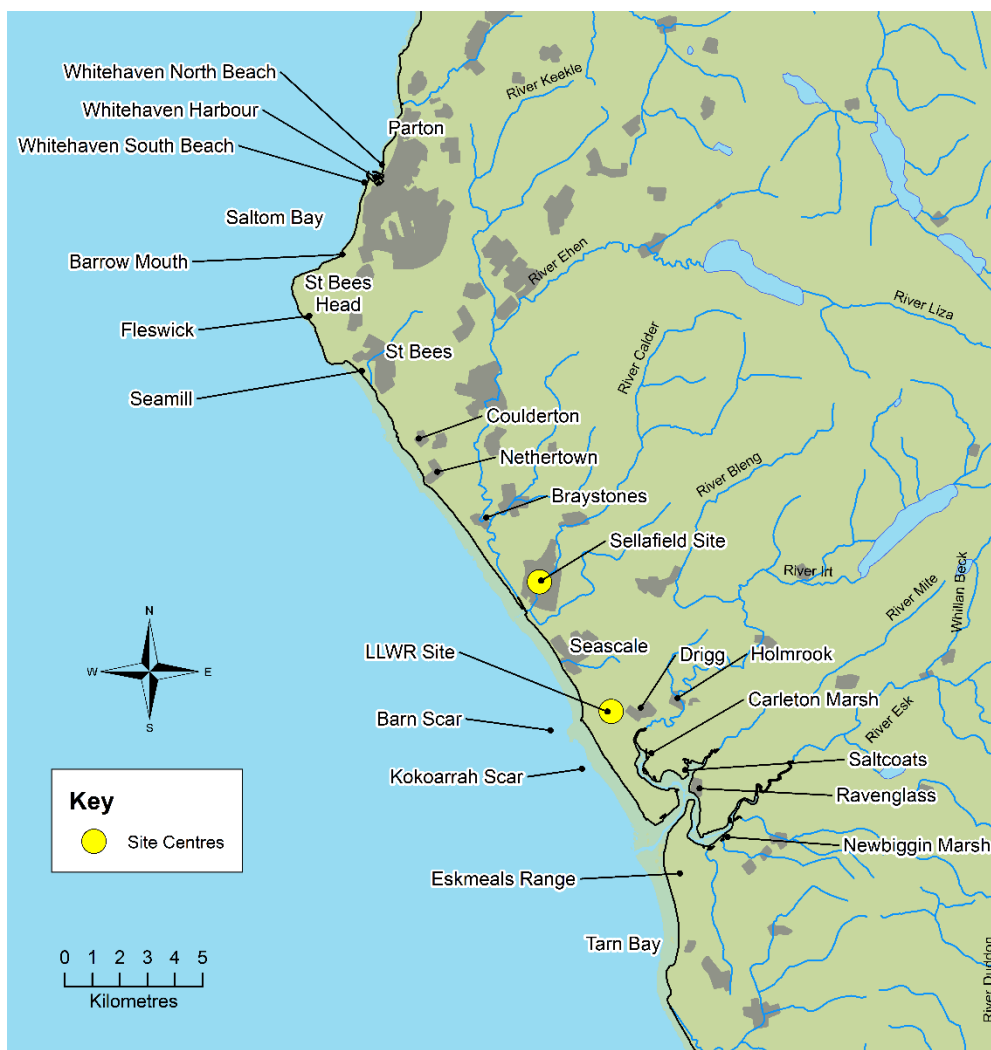 Whitehaven North Beach
River Keekle
Whitehaven Harbour
Parton
Whitehaven South Beach
Saltom Bay
River Ehen
Barrow Mouth
St Bees
Head
River Liza
Fleswick
River Calder
St Bees
Seamill
Coulderton
Nethertown
River Bleng
Braystones
Sellafield Site
River Irt
River Mite
Whillan Beck
N
W
E
S
LLWR Site
Seascale
Drigg
Holmrook
Carleton Marsh
River Esk
Barn Scar
Saltcoats
Kokoarrah Scar
Ravenglass
Key
Site Centres
Newbiggin Marsh
Eskmeals Range
Tarn Bay
0 1 2 3 4 5
Kilometres
River Duddon